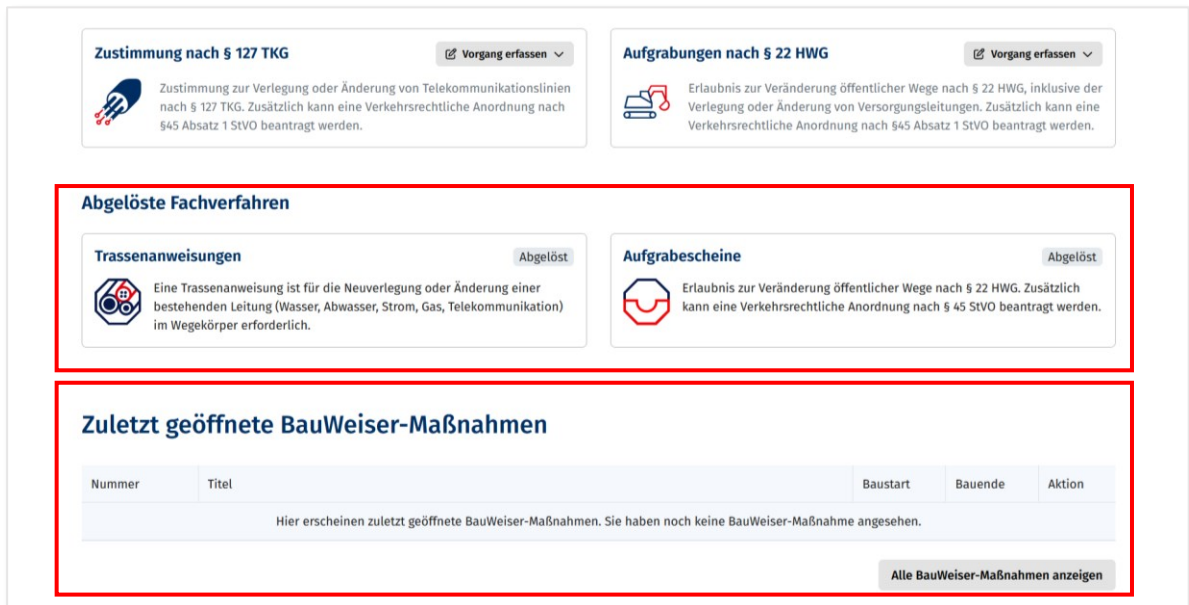 Zustimmung nach § 127 TKG
Vorgang erfassen
Zustimmung zur Verlegung oder Änderung von Telekommunikationslinien
nach § 127 TKG. Zusätzlich kann eine Verkehrsrechtliche Anordnung nach
§45 Absatz 1 StVO beantragt werden.
Aufgrabungen nach § 22 HWG
Vorgang erfassen
Erlaubnis zur Veränderung öffentlicher Wege nach § 22 HWG, inklusive der
Verlegung oder Änderung von Versorgungsleitungen. Zusätzlich kann eine
Verkehrsrechtliche Anordnung nach §45 Absatz 1 StVO beantragt werden.
Abgelöste Fachverfahren
Trassenanweisungen
Abgelöst
Eine Trassenanweisung ist für die Neuverlegung oder Änderung einer
bestehenden Leitung (Wasser, Abwasser, Strom, Gas, Telekommunikation)
im Wegekörper erforderlich.
Aufgrabescheine
Abgelöst
Erlaubnis zur Veränderung öffentlicher Wege nach § 22 HWG. Zusätzlich
kann eine Verkehrsrechtliche Anordnung nach § 45 StVO beantragt werden.
Zuletzt geöffnete BauWeiser-Maßnahmen
Nummer Titel Baustart Bauende Aktion
Hier erscheinen zuletzt geöffnete BauWeiser-Maßnahmen. Sie haben noch keine BauWeiser-Maßnahme angesehen.
Alle BauWeiser-Maßnahmen anzeigen